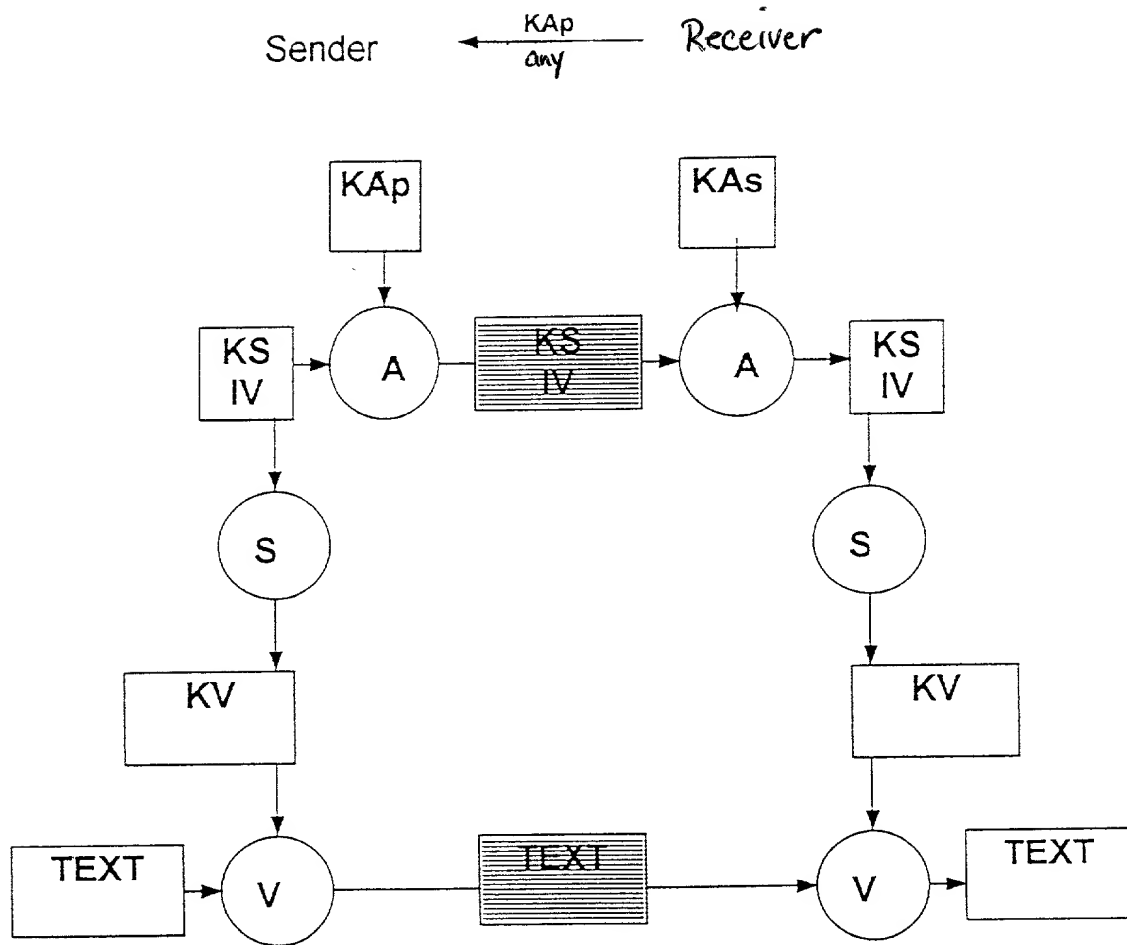 Sender KAp Receiver
any
KAp KAs
KS KS KS
IV A IV A IV
S S
KV KV
TEXT TEXT TEXT
V V